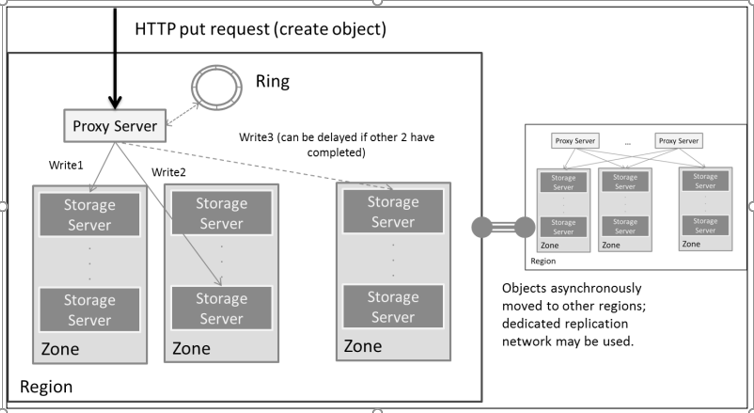 HTTP put request (create object)
Ring
Proxy Server
Write3 (can be delayed if other 2 have
completed)
Write1
Write2
Storage
Server
Storage
Server
Storage
Server
.
.
.
.
.
.
.
.
.
Storage
Server
Storage
Server
Storage
Server
Zone
Zone
Zone
Region
Proxy Server
...
Proxy Server
Storage
Server
Storage
Server
Storage
Server
Storage
Server
Storage
Server
Storage
Server
Zone
Zone
Zone
Region
Objects asynchronously
moved to other regions;
dedicated replication
network may be used.